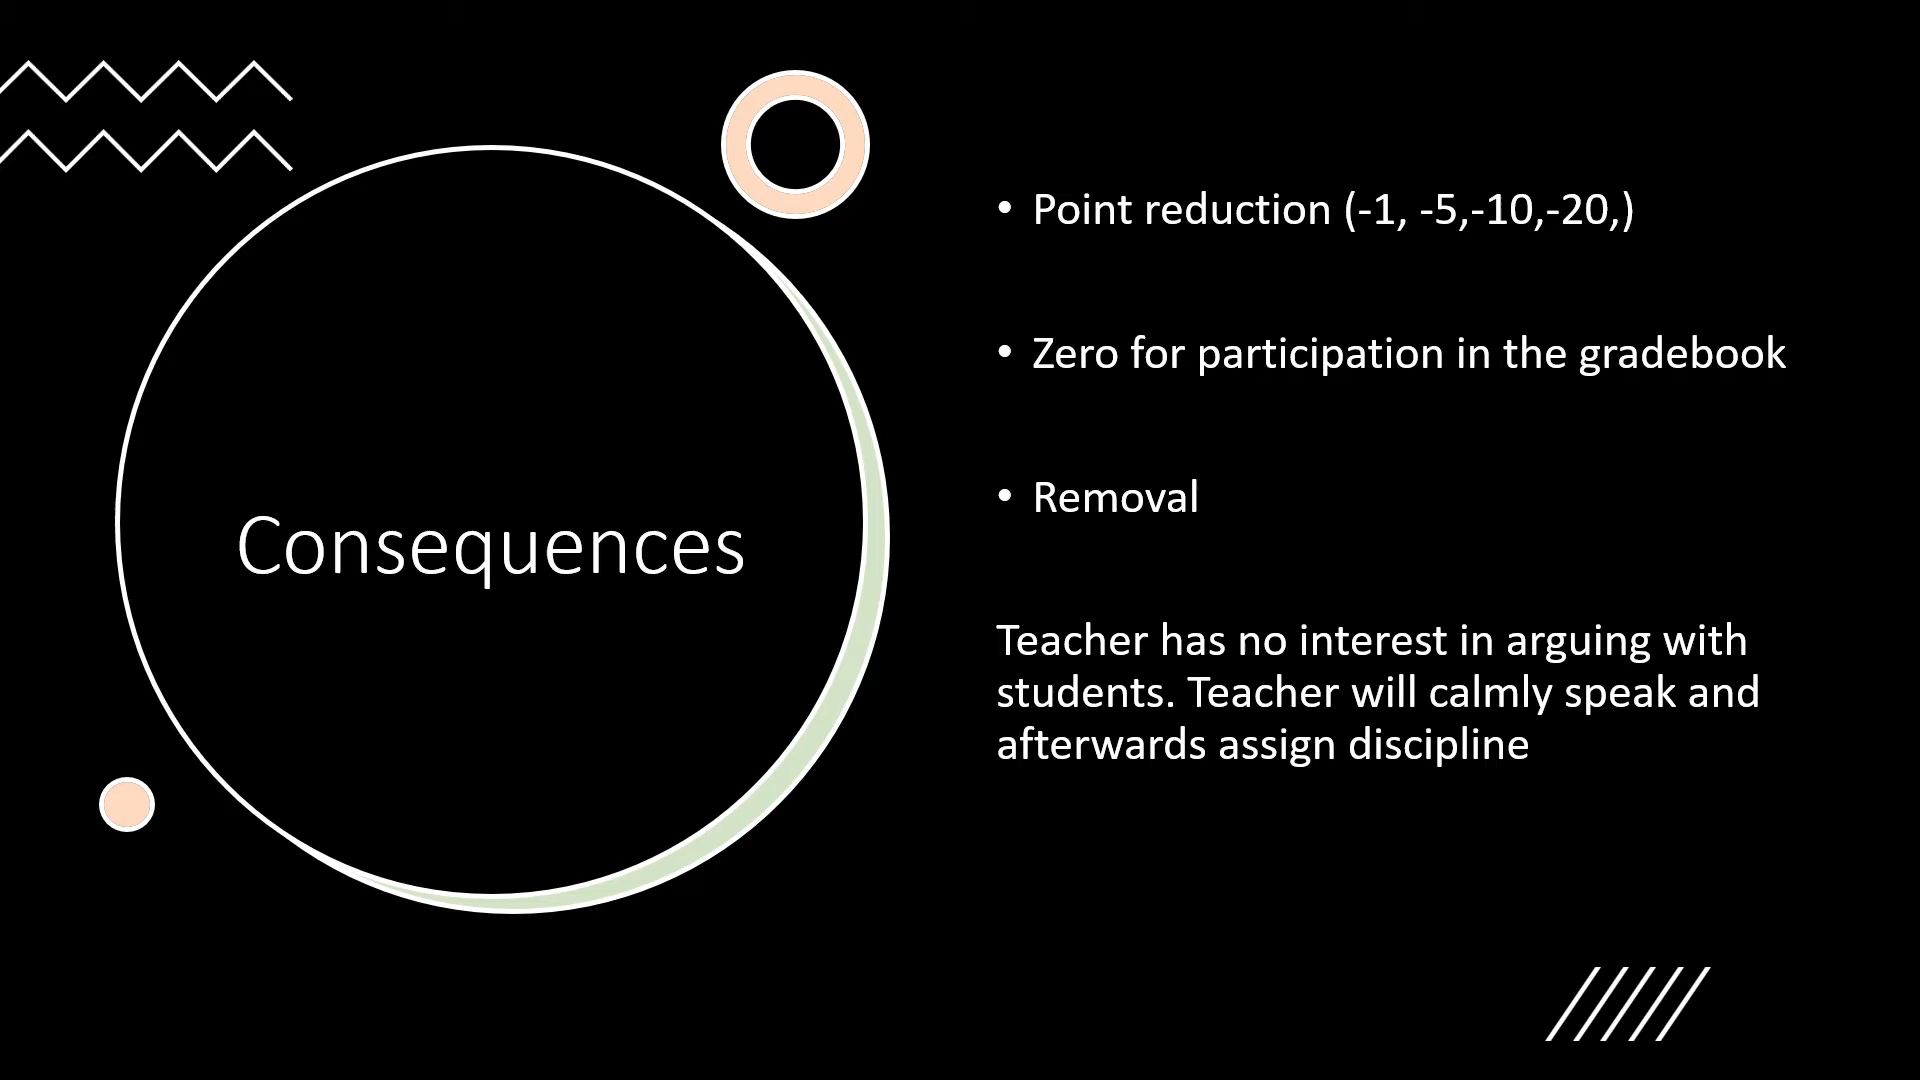 Consequences
• Point reduction (-1, -5,-10,-20,)
• Zero for participation in the gradebook
• Removal
Teacher has no interest in arguing with
students. Teacher will calmly speak and
afterwards assign discipline